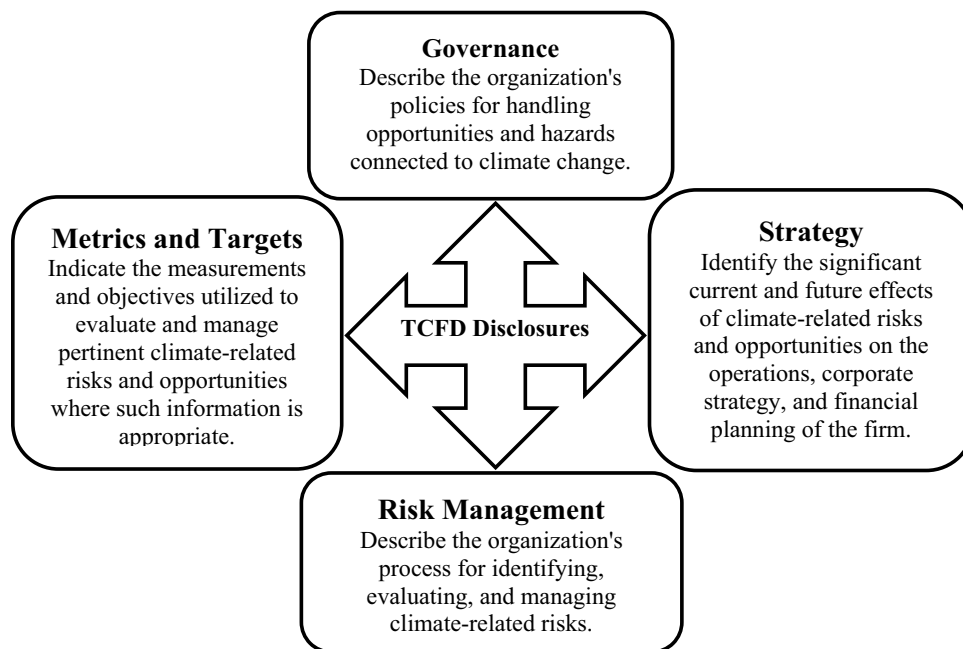 Governance
Describe the organization's
policies for handling
opportunities and hazards
connected to climate change.
Metrics and Targets
Indicate the measurements
and objectives utilized to
evaluate and manage
pertinent climate-related
risks and opportunities
where such information is
appropriate.
TCFD Disclosures
Strategy
Identify the significant
current and future effects
of climate-related risks
and opportunities on the
operations, corporate
strategy, and financial
planning of the firm.
Risk Management
Describe the organization's
process for identifying,
evaluating, and managing
climate-related risks.